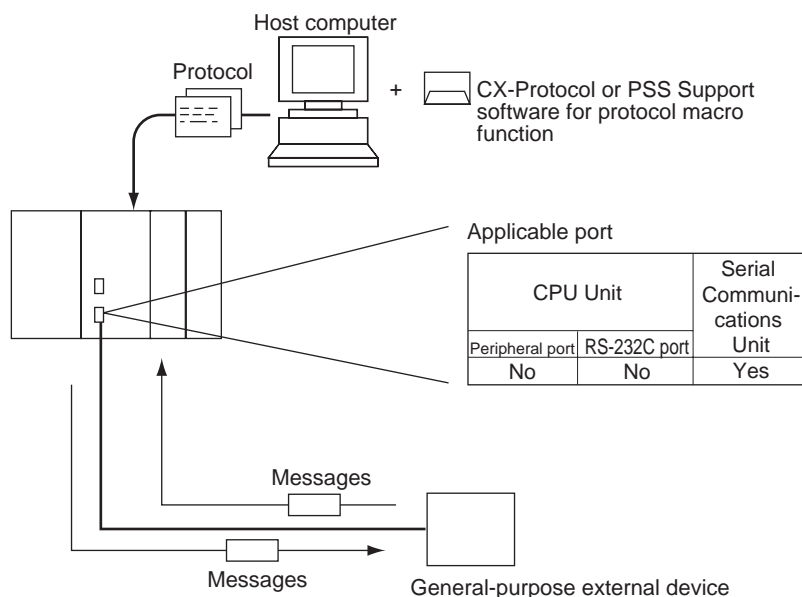 Host computer
Protocol
+
CX-Protocol or PSS Support
software for protocol macro
function
Applicable port
CPU Unit
Serial
Communi-
cations
Unit
Peripheral port
RS-232C port
No
No
Yes
Messages
Messages
General-purpose external device